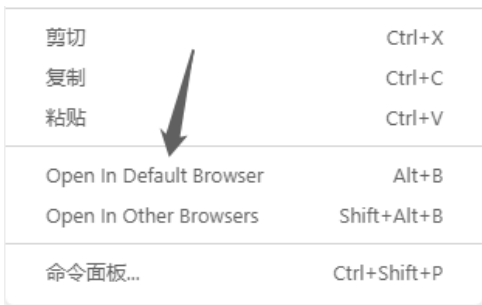 剪切 Ctrl+X
复制 Ctrl+C
粘贴 Ctrl+V
Open In Default Browser Alt+B
Open In Other Browsers Shift+Alt+B
命令面板... Ctrl+Shift+P